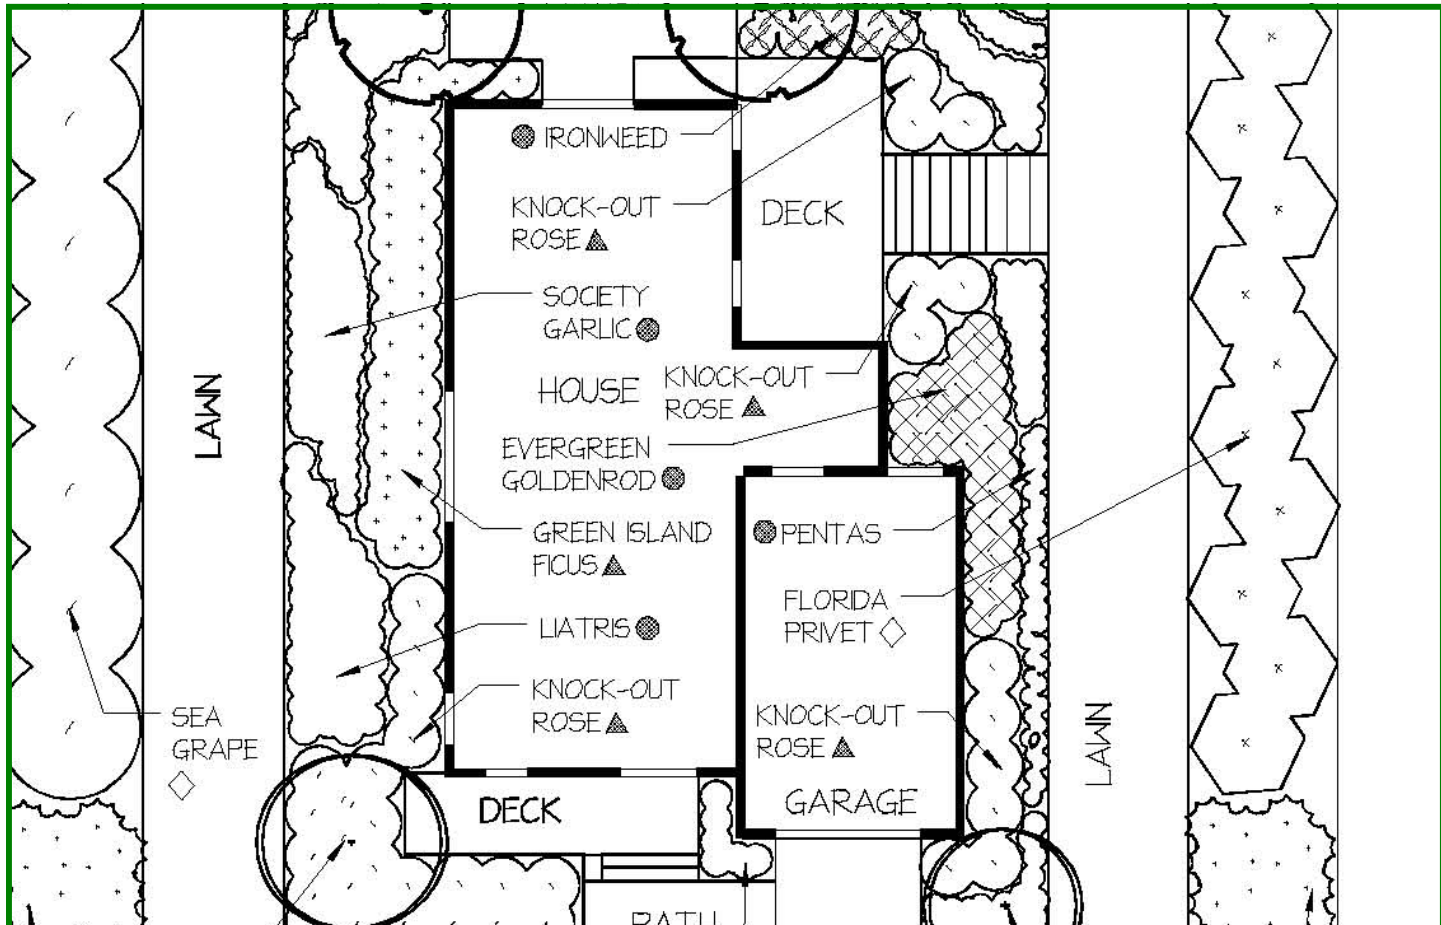 IRONWEED
KNOCK-OUT
ROSE
DECK
SOCIETY
GARLIC
LAWN
HOUSE
KNOCK-OUT
ROSE
EVERGREEN
GOLDENROD
GREEN ISLAND
FICUS
PENTAS
FLORIDA
PRIVET
LIATRIS
KNOCK-OUT
ROSE
SEA
GRAPE
KNOCK-OUT
ROSE
LAWN
DECK
GARAGE
PATH